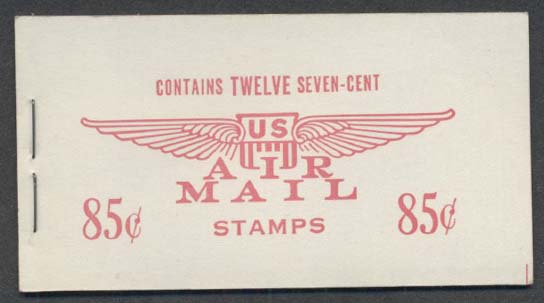 CONTAINS TWELVE SEVEN-CENT
US
AIR
MAIL
85¢ STAMPS 85¢